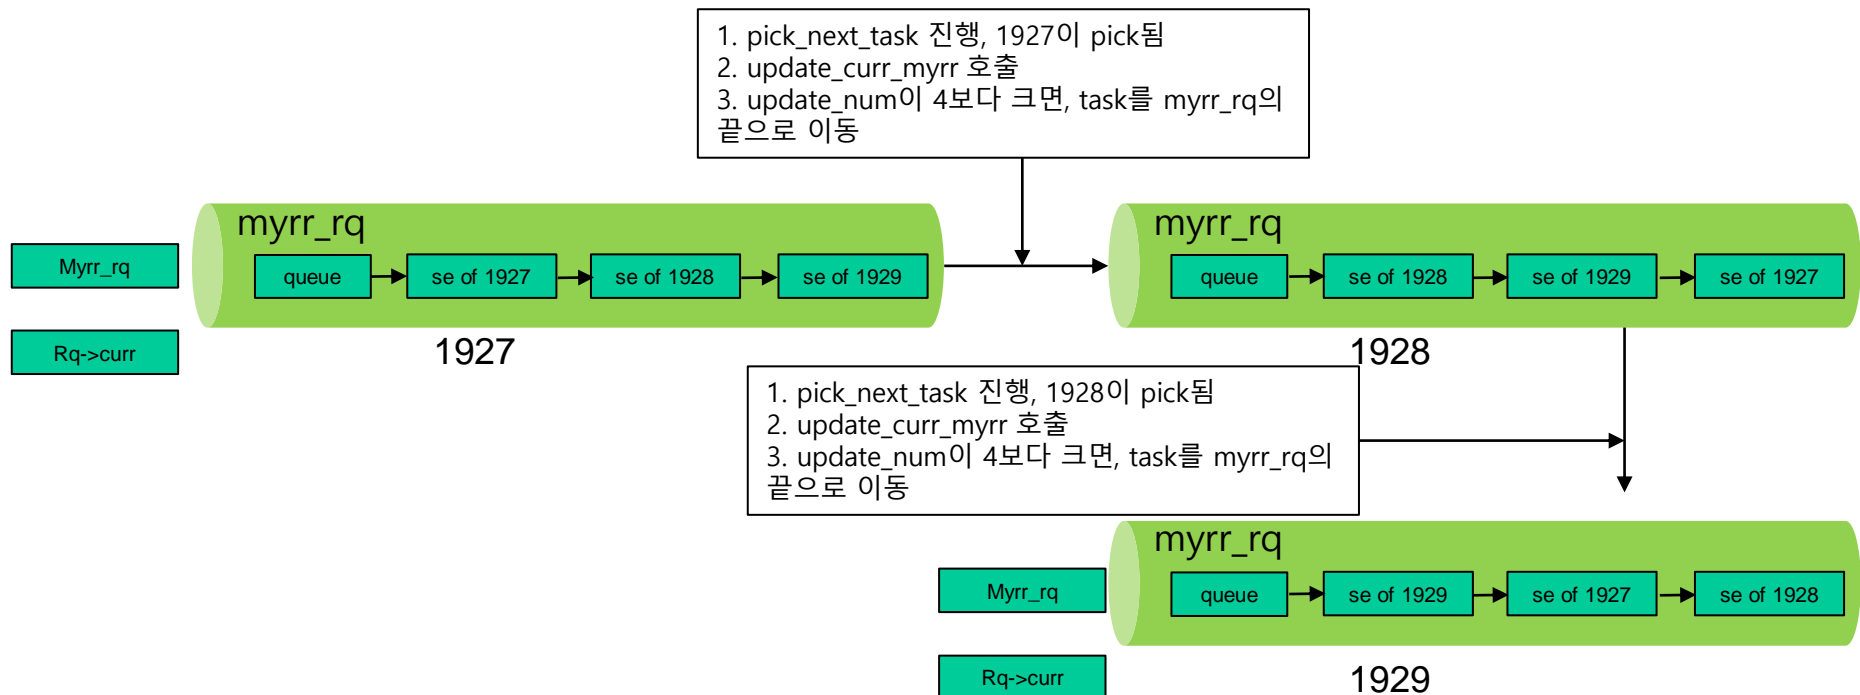 1. pick_next_task 진행, 1927이 pick됨
2. update_curr_myrr 호출
3. update_num이 4보다 크면, task를 myrr_rq의
끝으로 이동
myrr_rq
Myrr_rq
queue
se of 1927
se of 1928
se of 1929
Rq->curr
1927
myrr_rq
queue
se of 1928
se of 1929
se of 1927
1928
1. pick_next_task 진행, 1928이 pick됨
2. update_curr_myrr 호출
3. update_num이 4보다 크면, task를 myrr_rq의
끝으로 이동
myrr_rq
Myrr_rq
queue
se of 1929
se of 1927
se of 1928
Rq->curr
1929